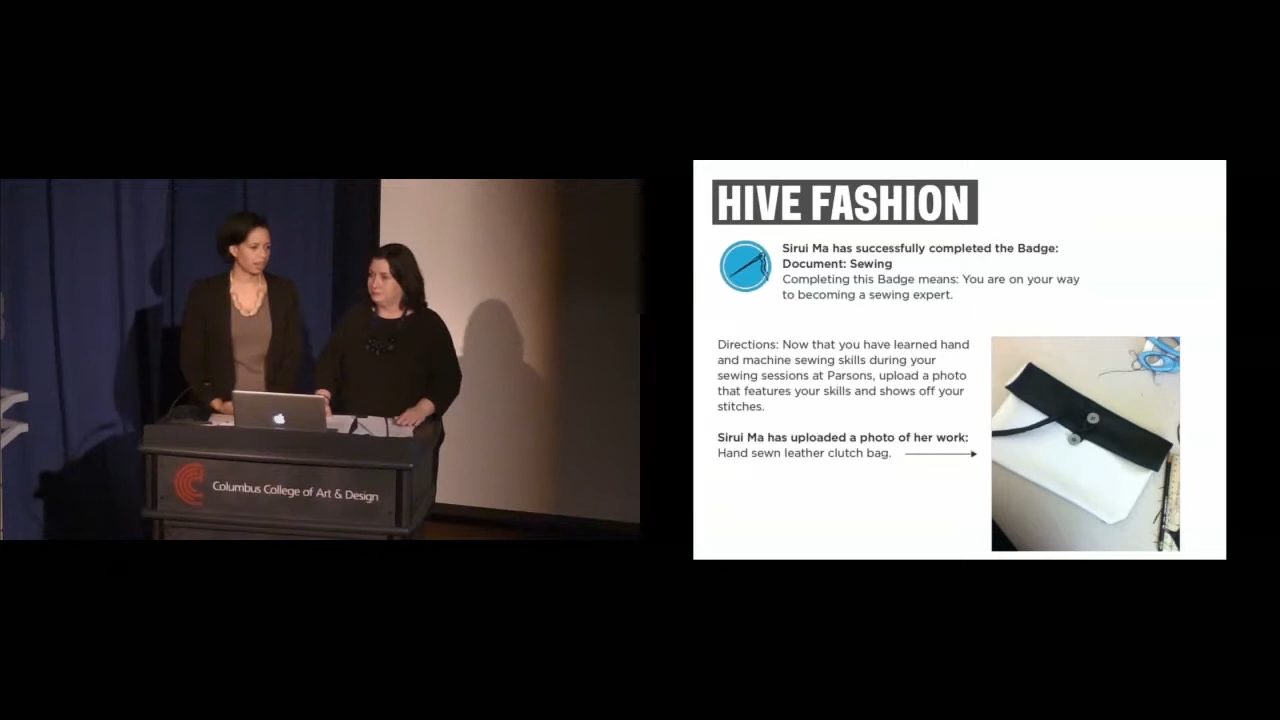 HIVE FASHION
Sirui Ma has successfully completed the Badge:
Document: Sewing
Completing this Badge means: You are on your way
to becoming a sewing expert.
Directions: Now that you have learned hand
and machine sewing skills during your
sewing sessions at Parsons, upload a photo
that features your skills and shows off your
stitches.
Sirui Ma has uploaded a photo of her work:
Hand sewn leather clutch bag.
Columbus College of Art & Design